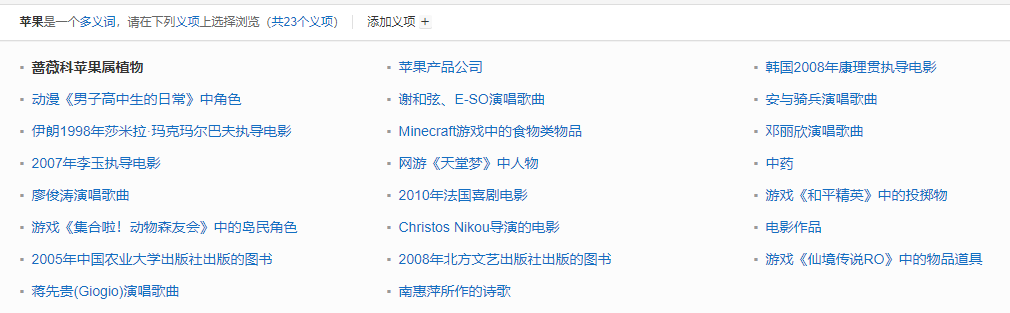 苹果是一个多义词，请在下列义项上选择浏览（共23个义项） 添加义项 +
蔷薇科苹果属植物 苹果产品公司 韩国2008年康理贯执导电影
动漫《男子高中生的日常》中角色 谢和弦、E-SO演唱歌曲 安与骑兵演唱歌曲
伊朗1998年莎米拉·玛克玛尔巴夫执导电影 Minecraft游戏中的食物类物品 邓丽欣演唱歌曲
2007年李玉执导电影 网游《天堂梦》中人物 中药
廖俊涛演唱歌曲 2010年法国喜剧电影 游戏《和平精英》中的投掷物
游戏《集合啦！动物森友会》中的岛民角色 Christos Nikou导演的电影 电影作品
2005年中国农业大学出版社出版的图书 2008年北方文艺出版社出版的图书 游戏《仙境传说RO》中的物品道具
蒋先贵(Giogio)演唱歌曲 南惠萍所作的诗歌